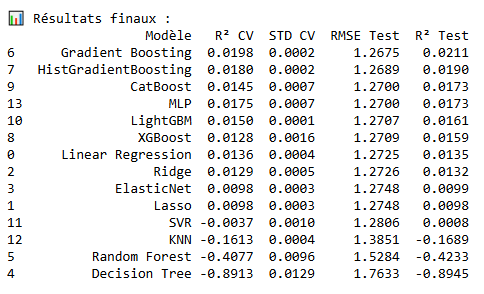 📊 Résultats finaux :
Modèle R² CV STD CV RMSE Test R² Test
6 Gradient Boosting 0.0198 0.0002 1.2675 0.0211
7 HistGradientBoosting 0.0180 0.0002 1.2689 0.0190
9 CatBoost 0.0145 0.0007 1.2700 0.0173
13 MLP 0.0175 0.0007 1.2700 0.0173
10 LightGBM 0.0150 0.0001 1.2707 0.0161
8 XGBoost 0.0128 0.0016 1.2709 0.0159
0 Linear Regression 0.0136 0.0004 1.2725 0.0135
2 Ridge 0.0129 0.0005 1.2726 0.0132
3 ElasticNet 0.0098 0.0003 1.2748 0.0099
1 Lasso 0.0098 0.0003 1.2748 0.0098
11 SVR -0.0037 0.0010 1.2806 0.0008
12 KNN -0.1613 0.0004 1.3851 -0.1689
5 Random Forest -0.4077 0.0096 1.5284 -0.4233
4 Decision Tree -0.8913 0.0129 1.7633 -0.8945